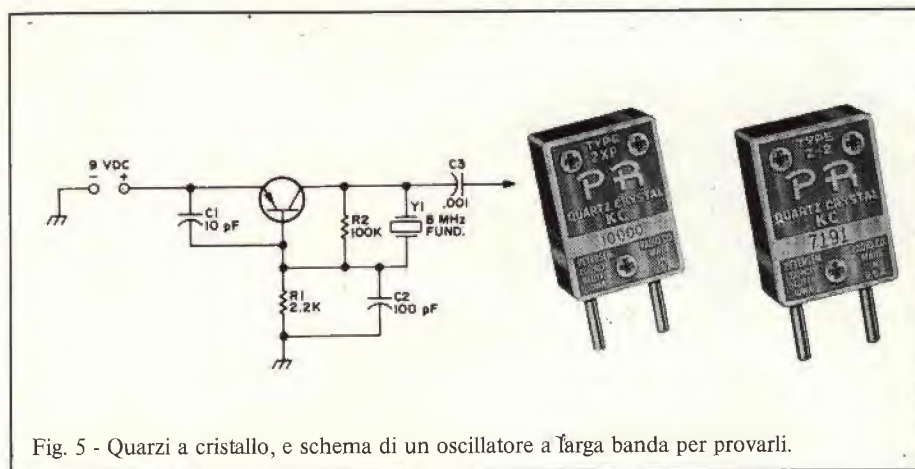 9 VDC
- +
C1
10 pF
R1
2.2K
R2
100K
Y1
8 MHz
FUND.
C2
100 pF
C3
.001
TYPE
2XP
PR
QUARTZ CRYSTAL
KC
10000
TYPE
Z-2
PR
QUARTZ CRYSTAL
KC
7191
Fig. 5 - Quarzi a cristallo, e schema di un oscillatore a larga banda per provarli.